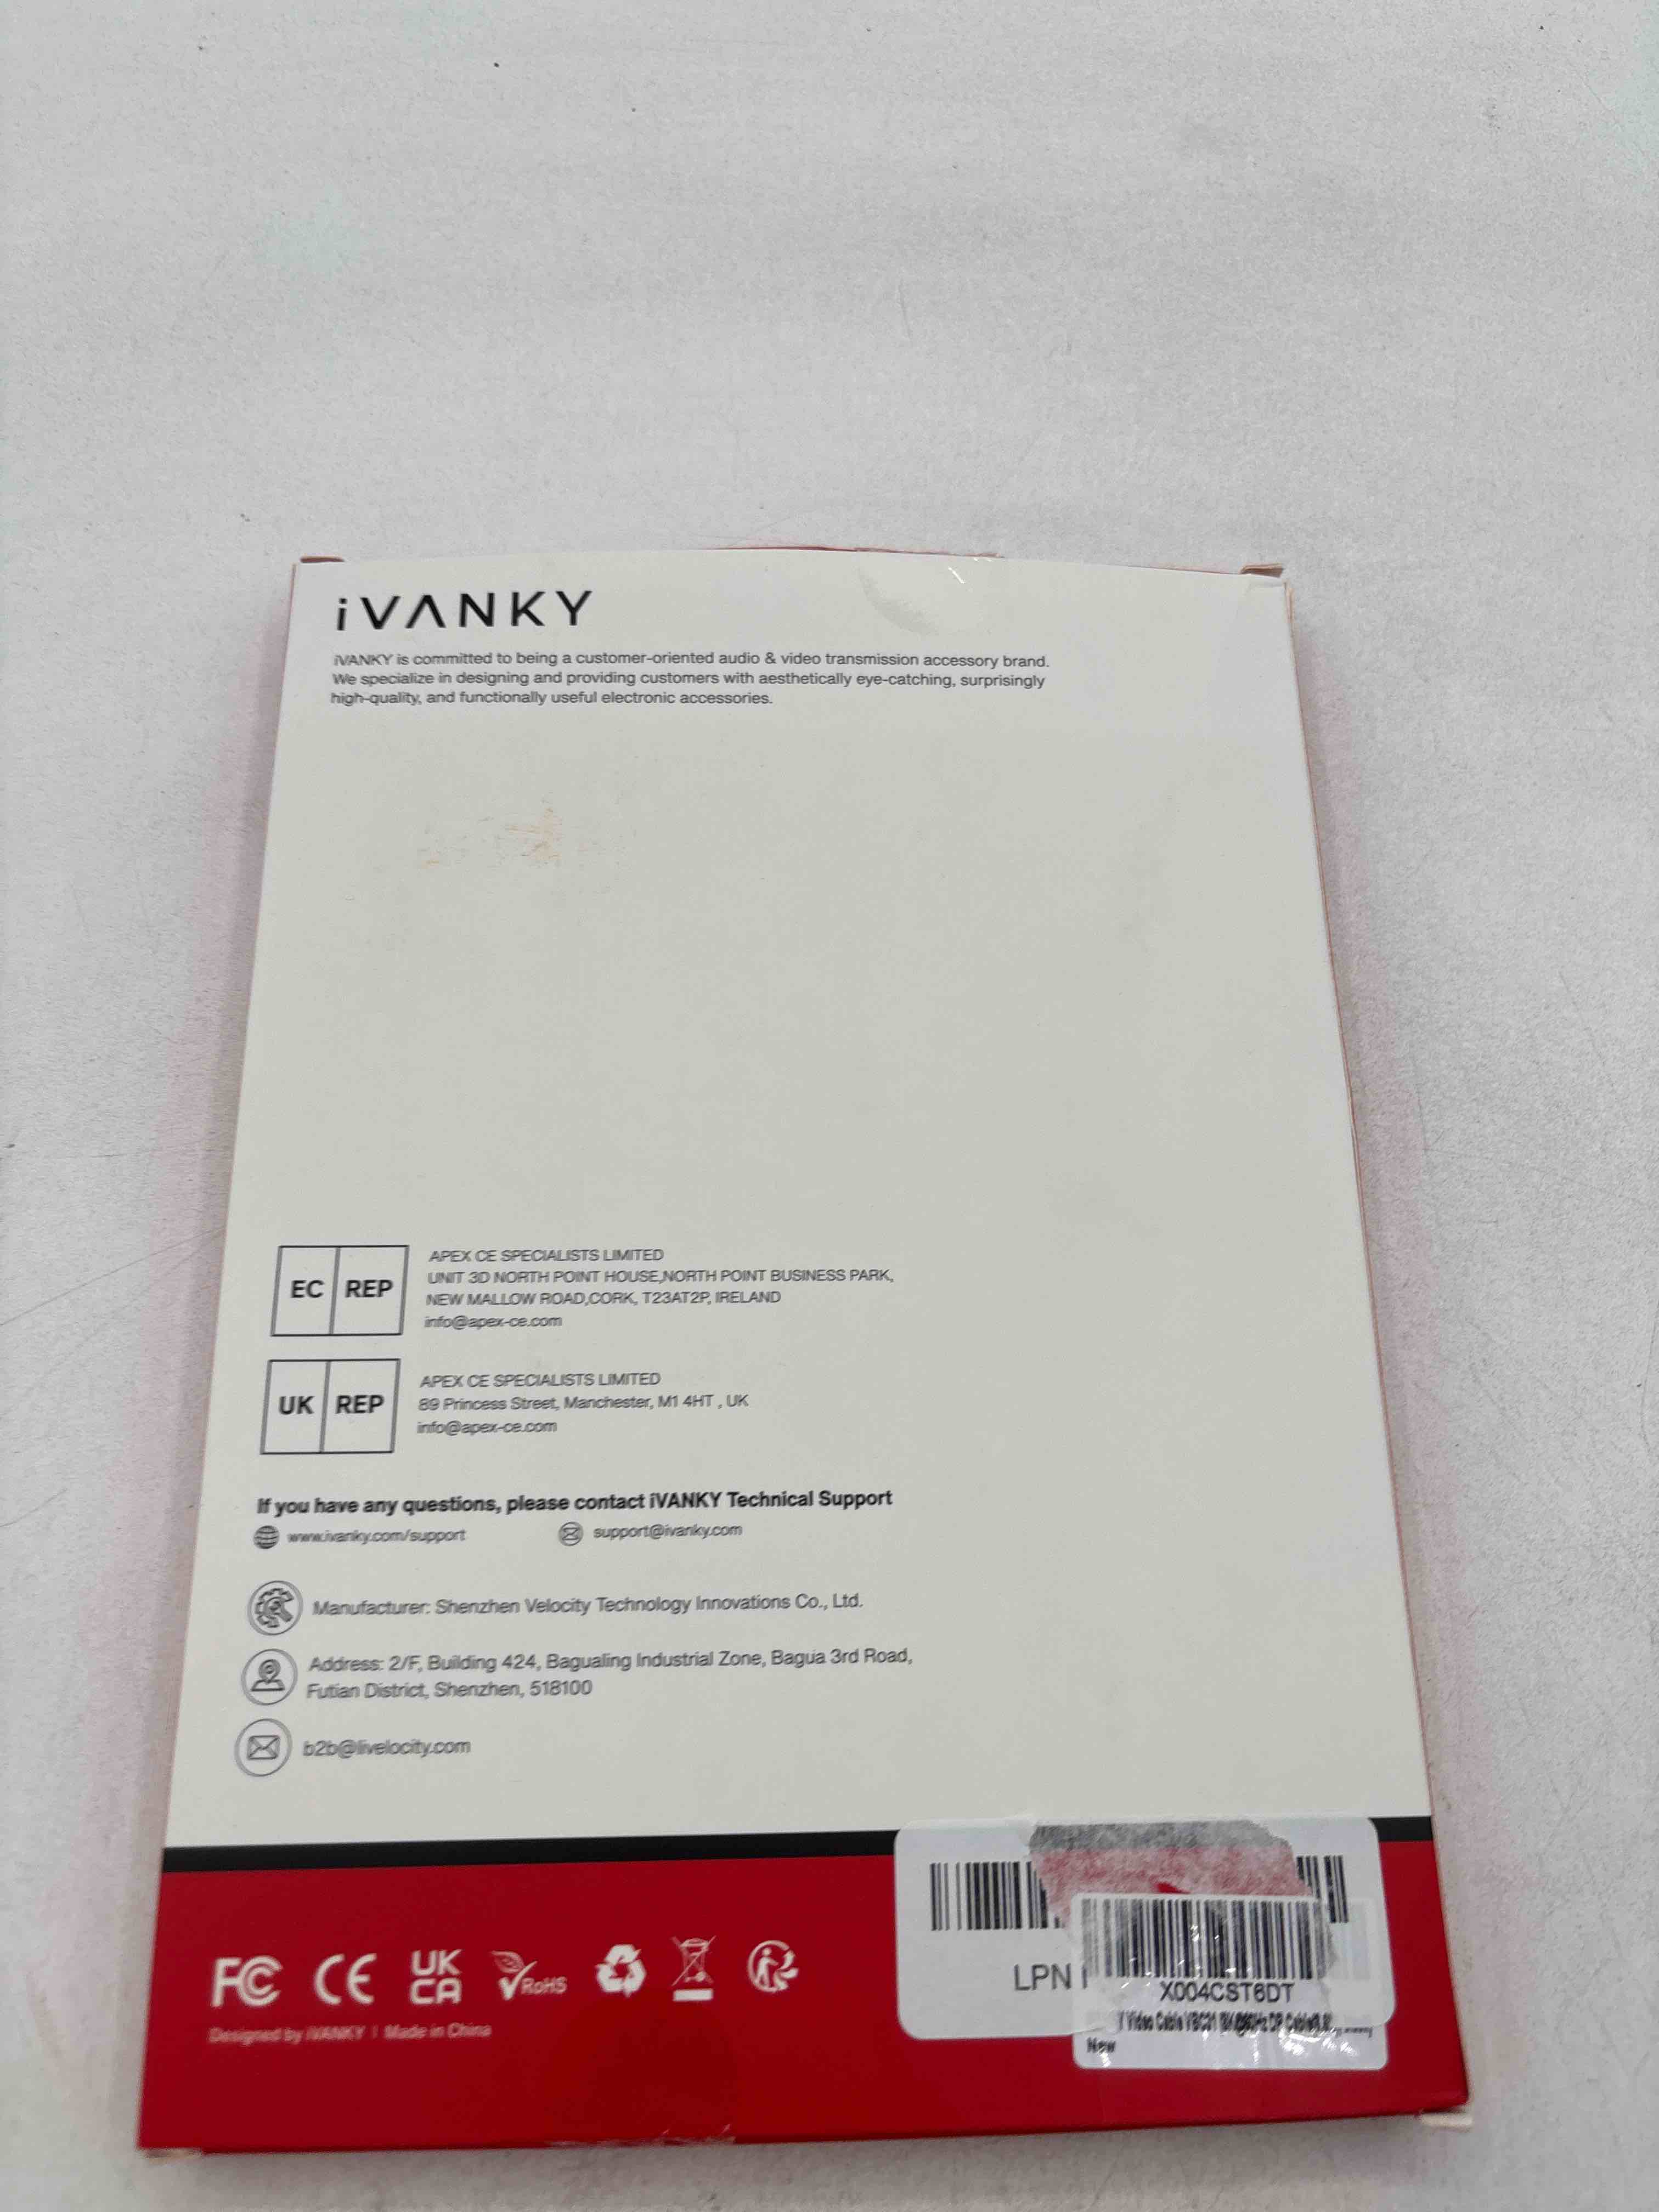 iVANKY
iVANKY is committed to being a customer-oriented audio & video transmission accessory brand.
We specialize in designing and providing customers with aesthetically eye-catching, surprisingly
high-quality, and functionally useful electronic accessories.
EC REP
APEX CE SPECIALISTS LIMITED
UNIT 3D NORTH POINT HOUSE,NORTH POINT BUSINESS PARK,
NEW MALLOW ROAD,CORK, T23AT2P, IRELAND
info@apex-ce.com
UK REP
APEX CE SPECIALISTS LIMITED
89 Princess Street, Manchester, M1 4HT , UK
info@apex-ce.com
If you have any questions, please contact iVANKY Technical Support
www.ivanky.com/support
support@ivanky.com
Manufacturer: Shenzhen Velocity Technology Innovations Co., Ltd.
Address: 2/F, Building 424, Bagualing Industrial Zone, Bagua 3rd Road,
Futian District, Shenzhen, 518100
b2b@livelocity.com
FC CE UK CA RoHS
Designed by iVANKY | Made in China
LPN
X004CST6DT
Video Cable DP
New